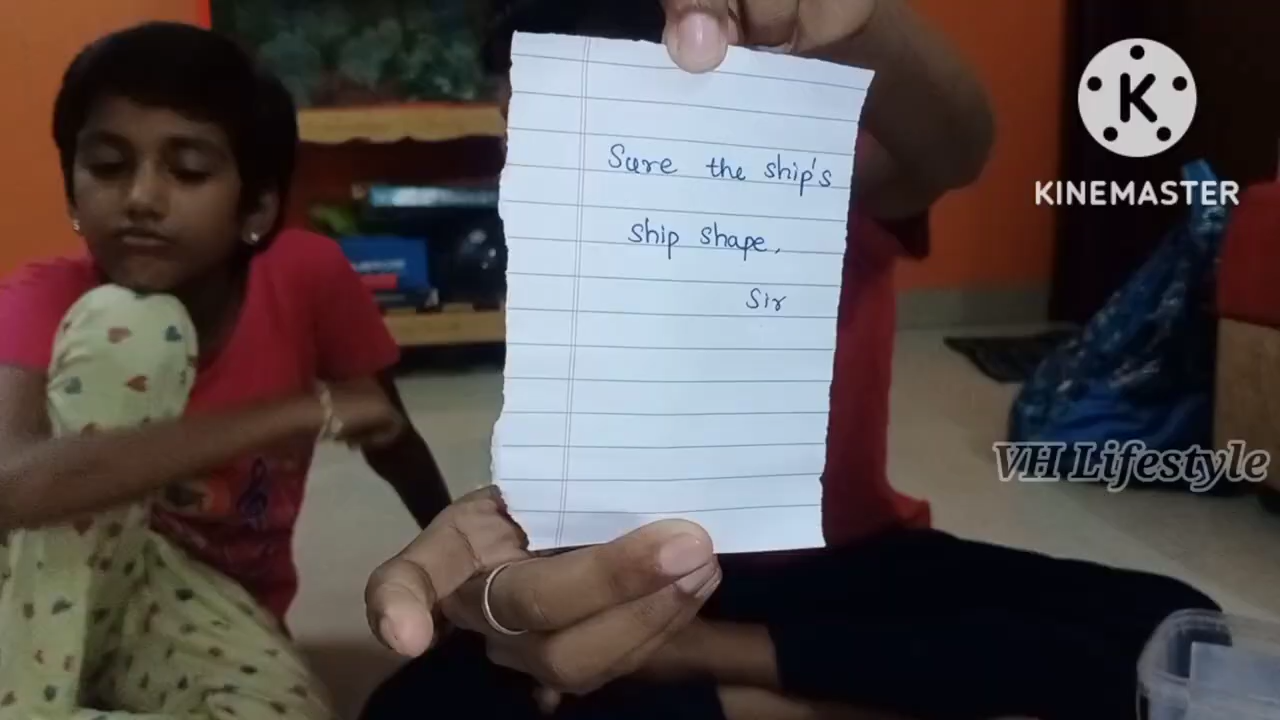 Sure the ship's
ship shape,
Sir
K
KINEMASTER
VH Lifestyle